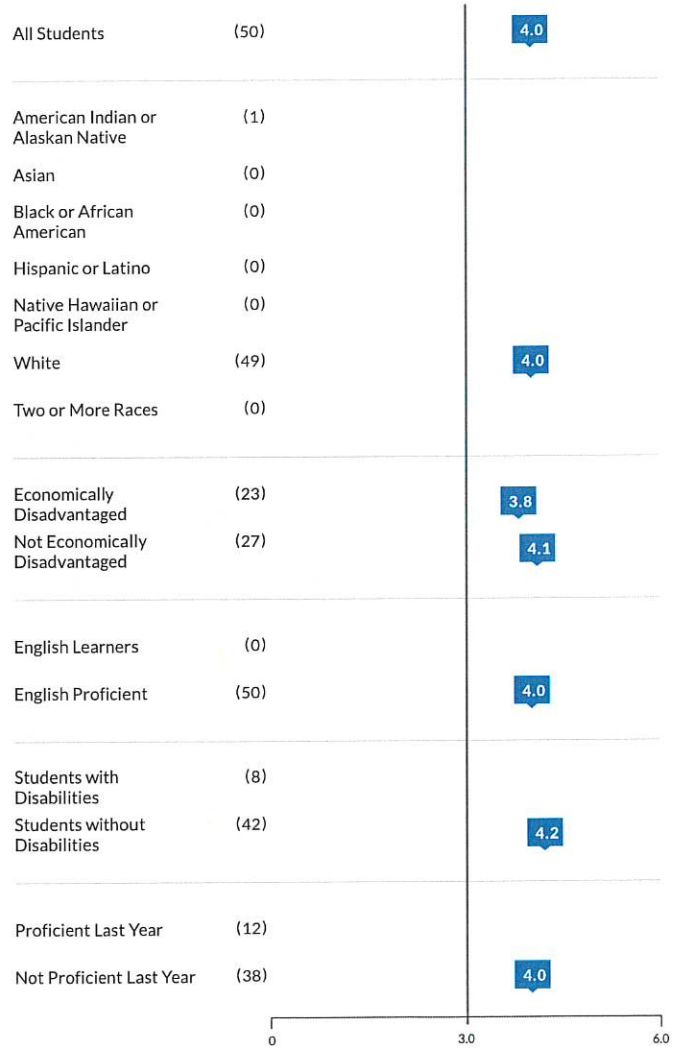 All Students (50) 4.0
American Indian or (1)
Alaskan Native
Asian (0)
Black or African (0)
American
Hispanic or Latino (0)
Native Hawaiian or (0)
Pacific Islander
White (49) 4.0
Two or More Races (0)
Economically (23) 3.8
Disadvantaged
Not Economically (27) 4.1
Disadvantaged
English Learners (0)
English Proficient (50) 4.0
Students with (8)
Disabilities
Students without (42) 4.2
Disabilities
Proficient Last Year (12)
Not Proficient Last Year (38) 4.0
0 3.0 6.0